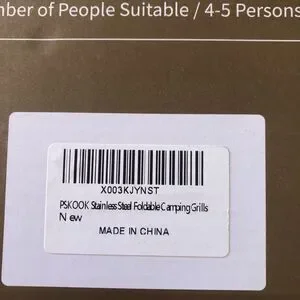 mber of People Suitable / 4-5 Persons
X003KJYNST
PSKOOK Stainless Steel Foldable Camping Grills
New
MADE IN CHINA